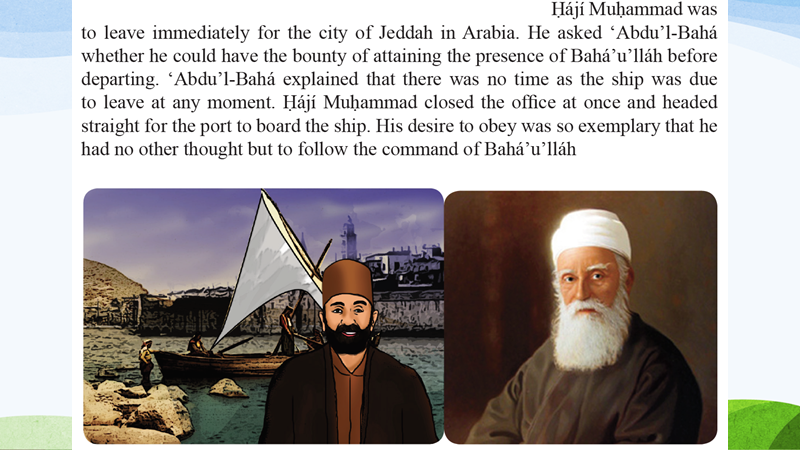 Ḥájí Muḥammad was
to leave immediately for the city of Jeddah in Arabia. He asked ‘Abdu’l-Bahá
whether he could have the bounty of attaining the presence of Bahá’u’lláh before
departing. ‘Abdu’l-Bahá explained that there was no time as the ship was due
to leave at any moment. Ḥájí Muḥammad closed the office at once and headed
straight for the port to board the ship. His desire to obey was so exemplary that he
had no other thought but to follow the command of Bahá’u’lláh